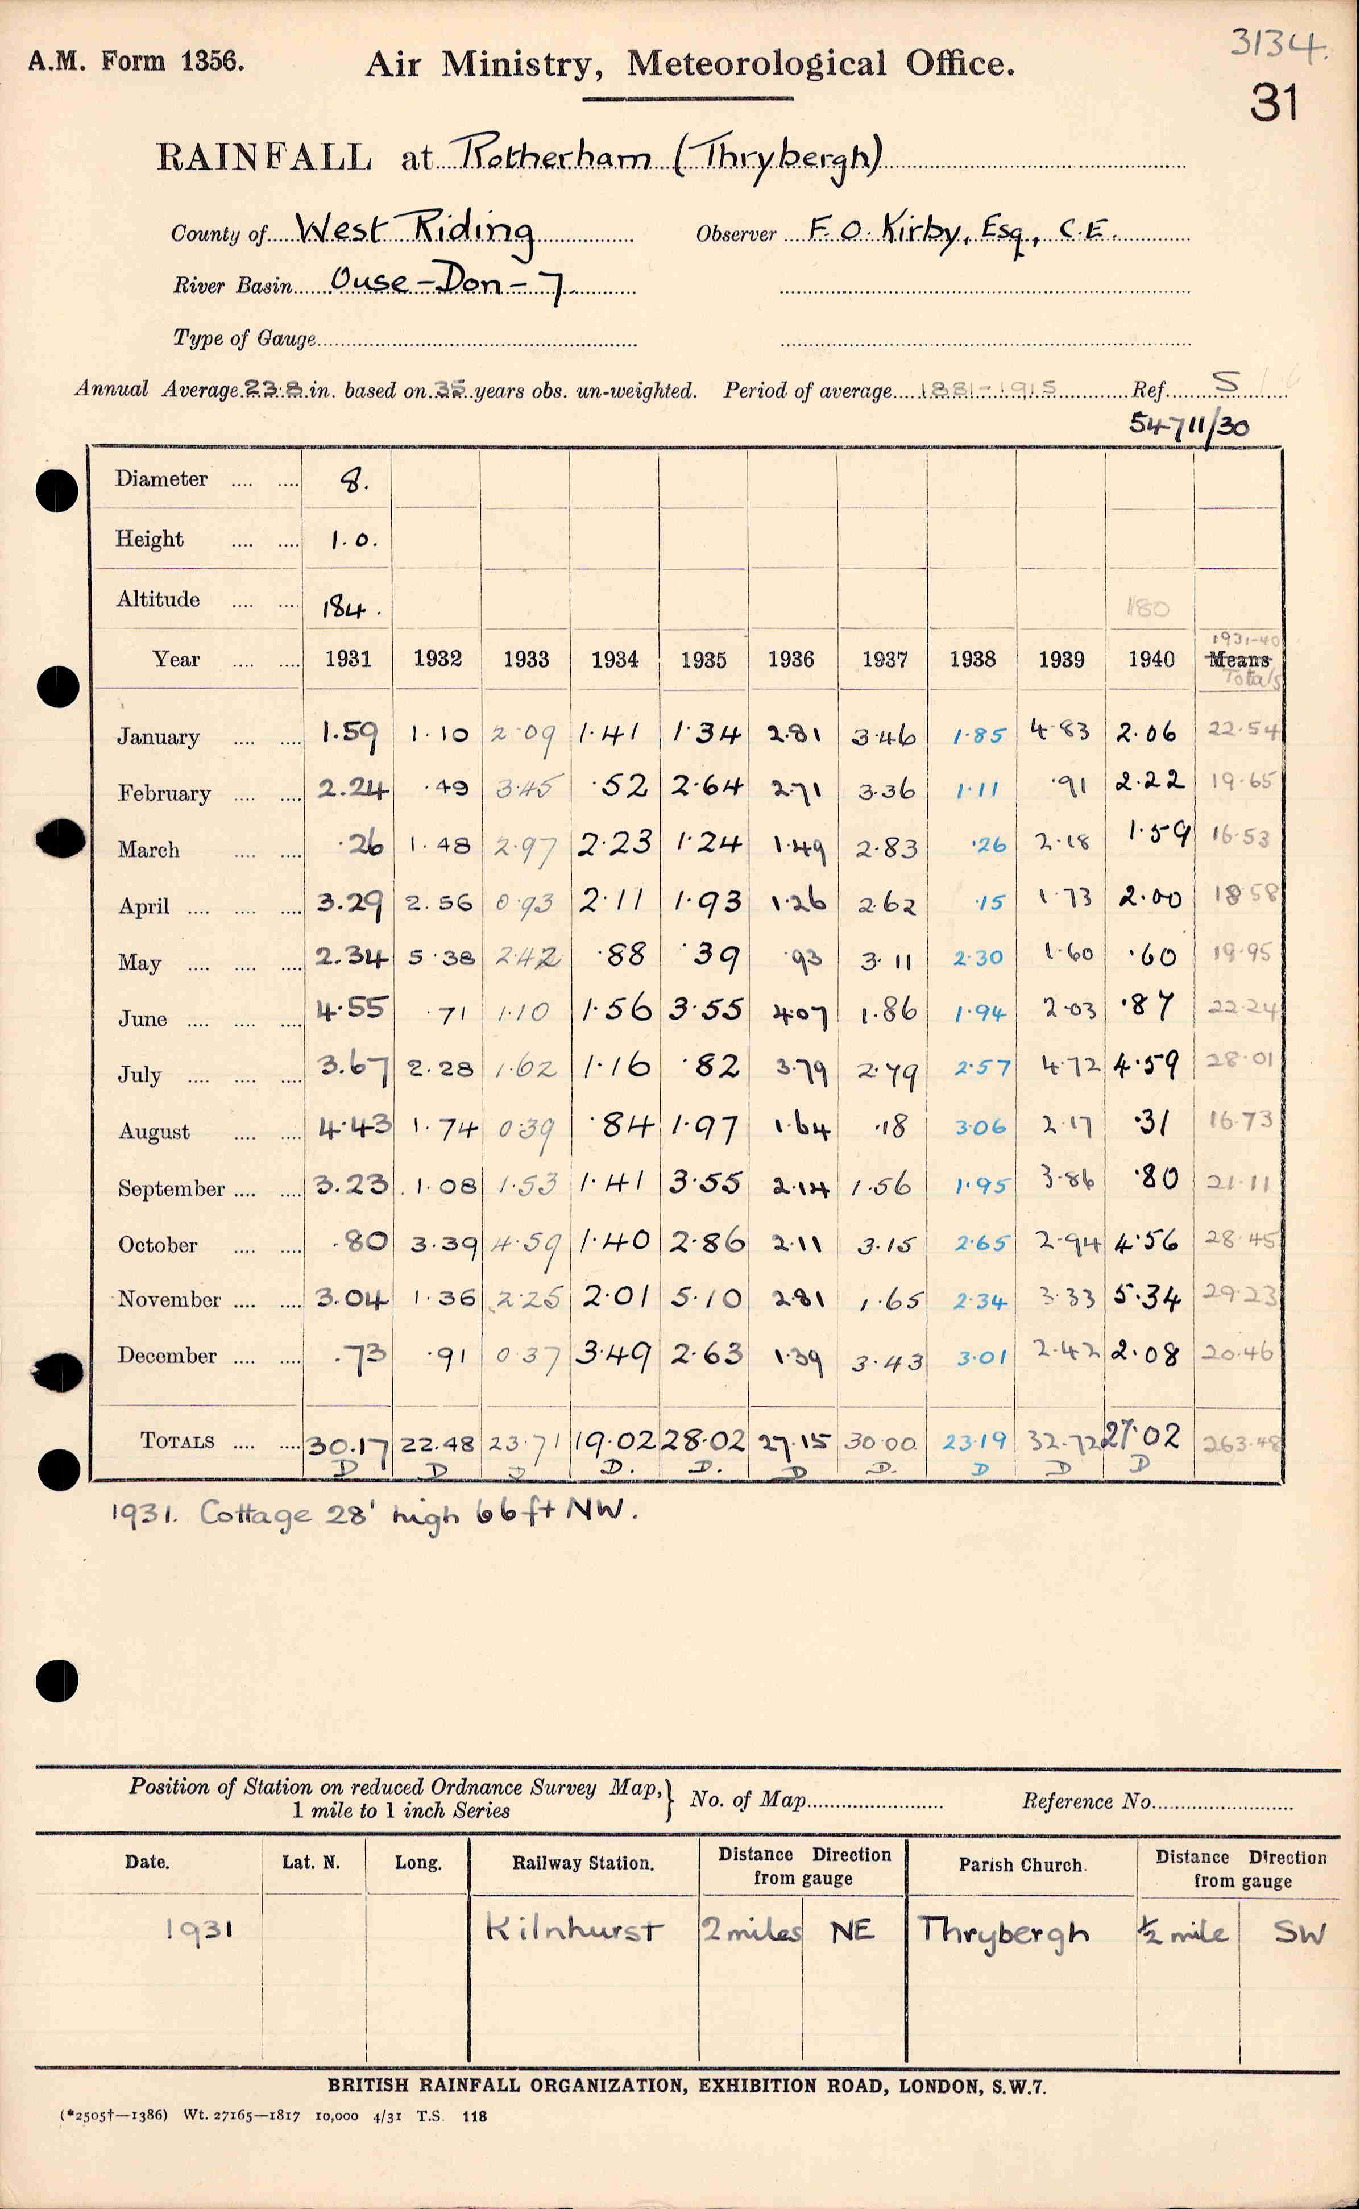 3134.
A.M. Form 1356. Air Ministry, Meteorological Office.
31
RAINFALL at Rotherham (Thrybergh)
County of West Riding Observer F. O. Kirby, Esq., C.E.
River Basin Ouse-Don-7
Type of Gauge
Annual Average 23.8 in. based on 35 years obs. un-weighted. Period of average 1881-1915 Ref. S
54711/30
Diameter 8.
Height 1.0.
Altitude 184. 180
Year 1931 1932 1933 1934 1935 1936 1937 1938 1939 1940 1931-40 Means Totals
January 1.59 1.10 2.09 1.41 1.34 2.81 3.46 1.85 4.83 2.06 22.54
February 2.24 .49 3.45 .52 2.64 2.71 3.36 1.11 .91 2.22 19.65
March .26 1.48 2.97 2.23 1.24 1.49 2.83 .26 2.18 1.59 16.53
April 3.29 2.56 0.93 2.11 1.93 1.26 2.62 .15 1.73 2.00 18.58
May 2.34 5.38 2.42 .88 .39 .93 3.11 2.30 1.60 .60 19.95
June 4.55 .71 1.10 1.56 3.55 4.07 1.86 1.94 2.03 .87 22.24
July 3.67 2.28 1.62 1.16 .82 3.79 2.79 2.57 4.72 4.59 28.01
August 4.43 1.74 0.39 .84 1.97 1.64 .18 3.06 2.17 .31 16.73
September 3.23 1.08 1.53 1.41 3.55 2.14 1.56 1.95 3.86 .80 21.11
October .80 3.39 4.59 1.40 2.86 2.11 3.15 2.65 2.94 4.56 28.45
November 3.04 1.36 2.25 2.01 5.10 2.81 1.65 2.34 3.33 5.34 29.23
December .73 .91 0.37 3.49 2.63 1.39 3.43 3.01 2.42 2.08 20.46
TOTALS 30.17 22.48 23.71 19.02 28.02 27.15 30.00 23.19 32.72 27.02 263.48
D D D D. D. D D. D D D
1931. Cottage 28' high 66ft NW.
Position of Station on reduced Ordnance Survey Map, } No. of Map Reference No.
1 mile to 1 inch Series
Date. Lat. N. Long. Railway Station. Distance Direction from gauge Parish Church. Distance Direction from gauge
1931 Kilnhurst 2 miles NE Thrybergh ½ mile SW
BRITISH RAINFALL ORGANIZATION, EXHIBITION ROAD, LONDON, S.W.7.
(*2505†—1386) Wt. 27165—1817 10,000 4/31 T.S. 118